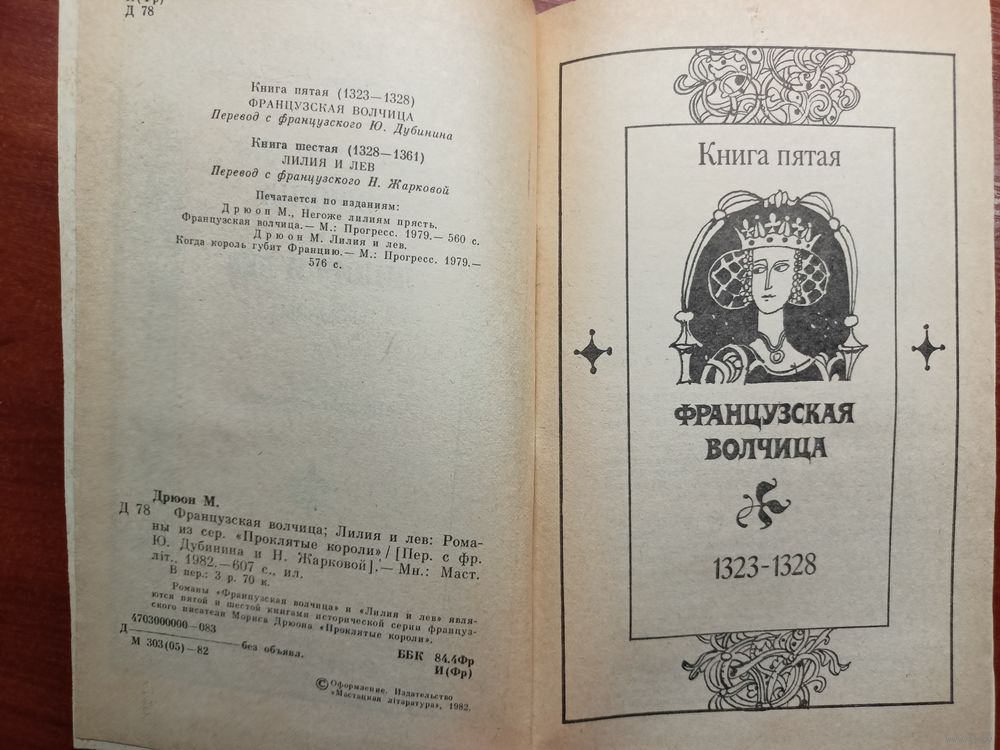 И(Фр)
Д 78
Книга пятая (1323—1328)
ФРАНЦУЗСКАЯ ВОЛЧИЦА
Перевод с французского Ю. Дубинина
Книга шестая (1328—1361)
ЛИЛИЯ И ЛЕВ
Перевод с французского Н. Жарковой
Печатается по изданиям:
Дрюон М., Негоже лилиям прясть.
Французская волчица.— М.: Прогресс. 1979.— 560 с.
Дрюон М. Лилия и лев.
Когда король губит Францию.— М.: Прогресс. 1979.—
576 с.
Дрюон М.
Д 78 Французская волчица; Лилия и лев: Рома-
ны из сер. «Проклятые короли» / [Пер. с фр.
Ю. Дубинина и Н. Жарковой].— Мн.: Маст.
літ., 1982.—607 с., ил.
В пер.: 3 р. 70 к.
Романы «Французская волчица» и «Лилия и лев» явля-
ются пятой и шестой книгами исторической серии француз-
ского писателя Мориса Дрюона «Проклятые короли».
4703000000—083
Д
М 303(05)—82
без объявл.
ББК 84.4Фр
И(Фр)
© Оформление. Издательство
«Мастацкая літаратура», 1982.
Книга пятая
ФРАНЦУЗСКАЯ
ВОЛЧИЦА
1323-1328